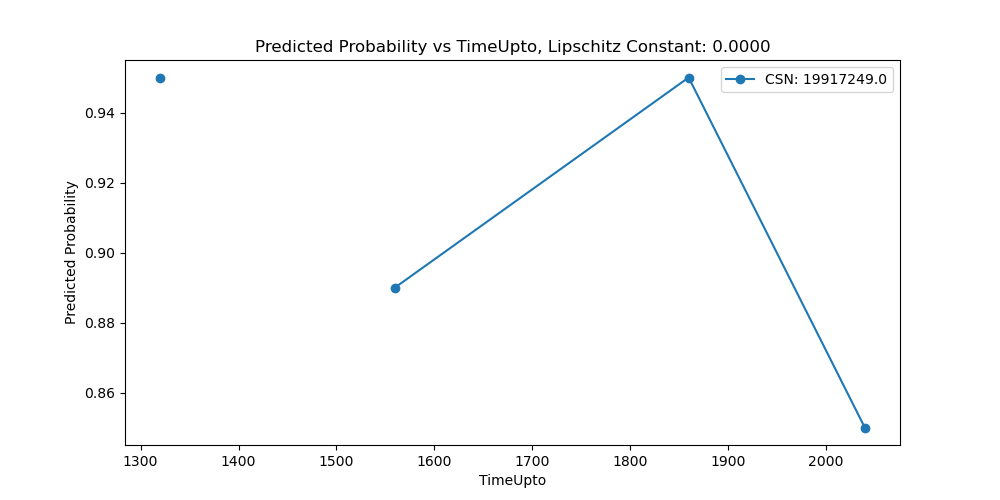 Predicted Probability vs TimeUpto, Lipschitz Constant: 0.0000
CSN: 19917249.0
0.94
0.92
0.90
0.88
0.86
Predicted Probability
1300 1400 1500 1600 1700 1800 1900 2000
TimeUpto